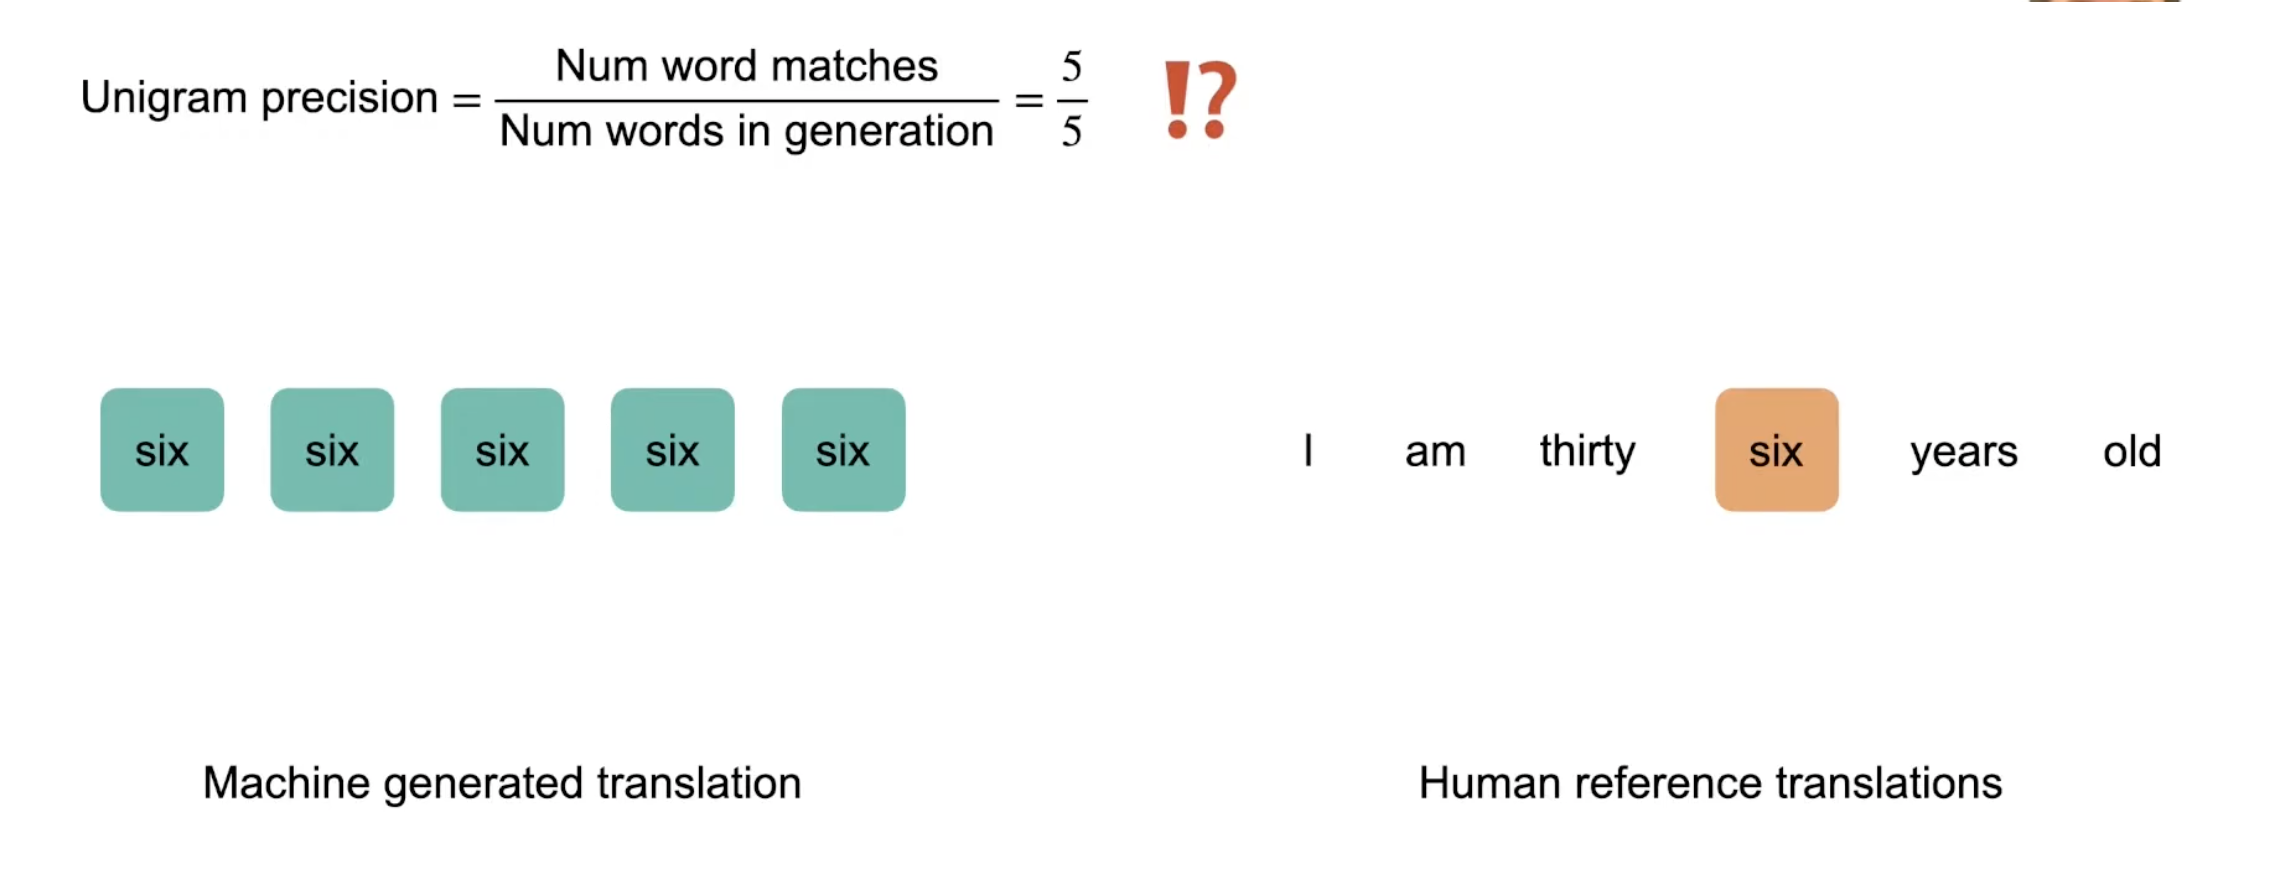 Unigram precision = Num word matches / Num words in generation = 5 / 5 !?
six six six six six
I am thirty six years old
Machine generated translation
Human reference translations